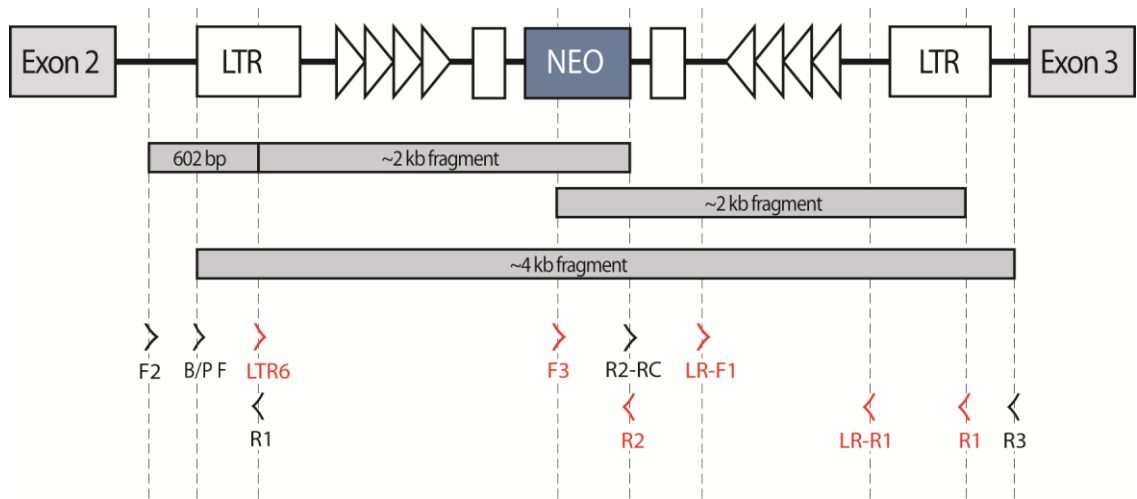 Exon 2 LTR NEO LTR Exon 3
602 bp ~2 kb fragment
~2 kb fragment
~4 kb fragment
F2 B/P F LTR6 F3 R2-RC LR-F1
R1 R2 LR-R1 R1 R3